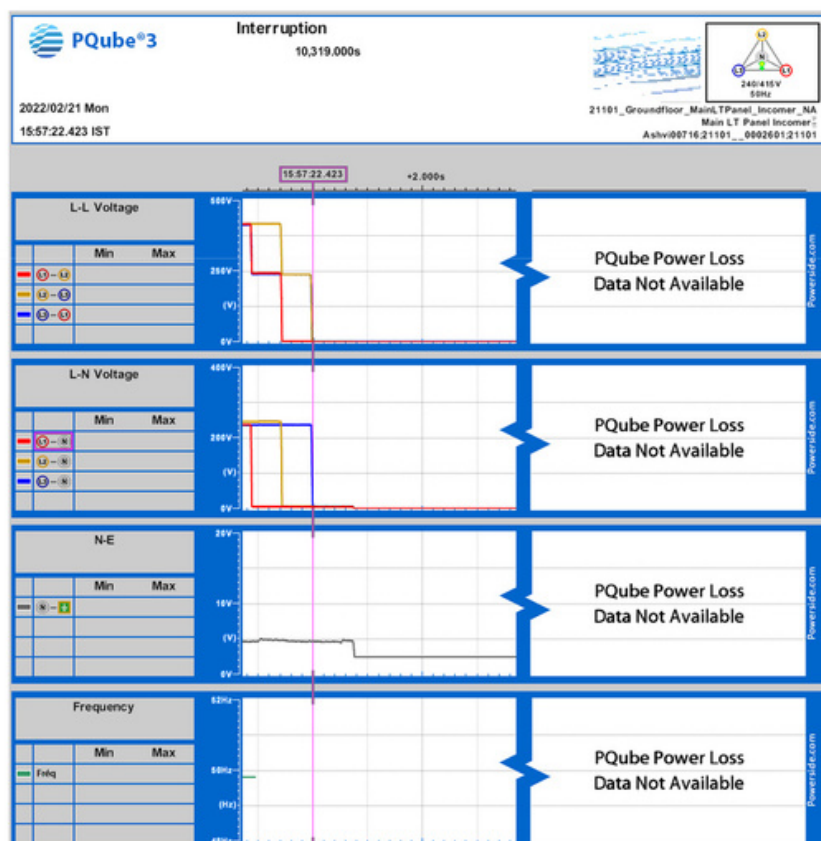 PQube®3
Interruption
10,319.000s
240/415V
50Hz
2022/02/21 Mon
15:57:22.423 IST
21101_Groundfloor_MainLTPanel_Incomer_NA
Main LT Panel Incomer
Ashvi00716:21101__0002601:21101
15:57:22.423
+2.000s
L-L Voltage
Min Max
L1-L2
L2-L3
L3-L1
500V
250V
(V)
0V
PQube Power Loss
Data Not Available
Powerside.com
L-N Voltage
Min Max
L1-N
L2-N
L3-N
400V
200V
(V)
0V
PQube Power Loss
Data Not Available
Powerside.com
N-E
Min Max
N
20V
10V
(V)
0V
PQube Power Loss
Data Not Available
Powerside.com
Frequency
Min Max
Fréq
52Hz
50Hz
(Hz)
PQube Power Loss
Data Not Available
Powerside.com